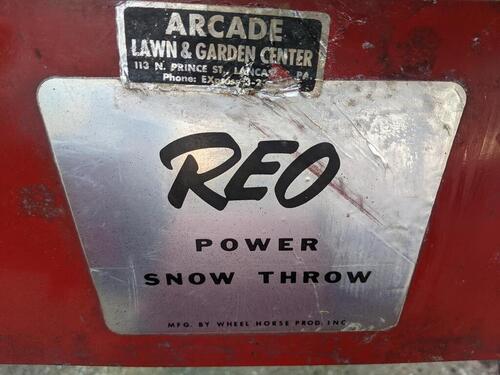 ARCADE
LAWN & GARDEN CENTER
113 N. PRINCE ST., PA.
Phone: EXpress
REO
POWER
SNOW THROW
MFG. BY WHEEL HORSE PROD. INC